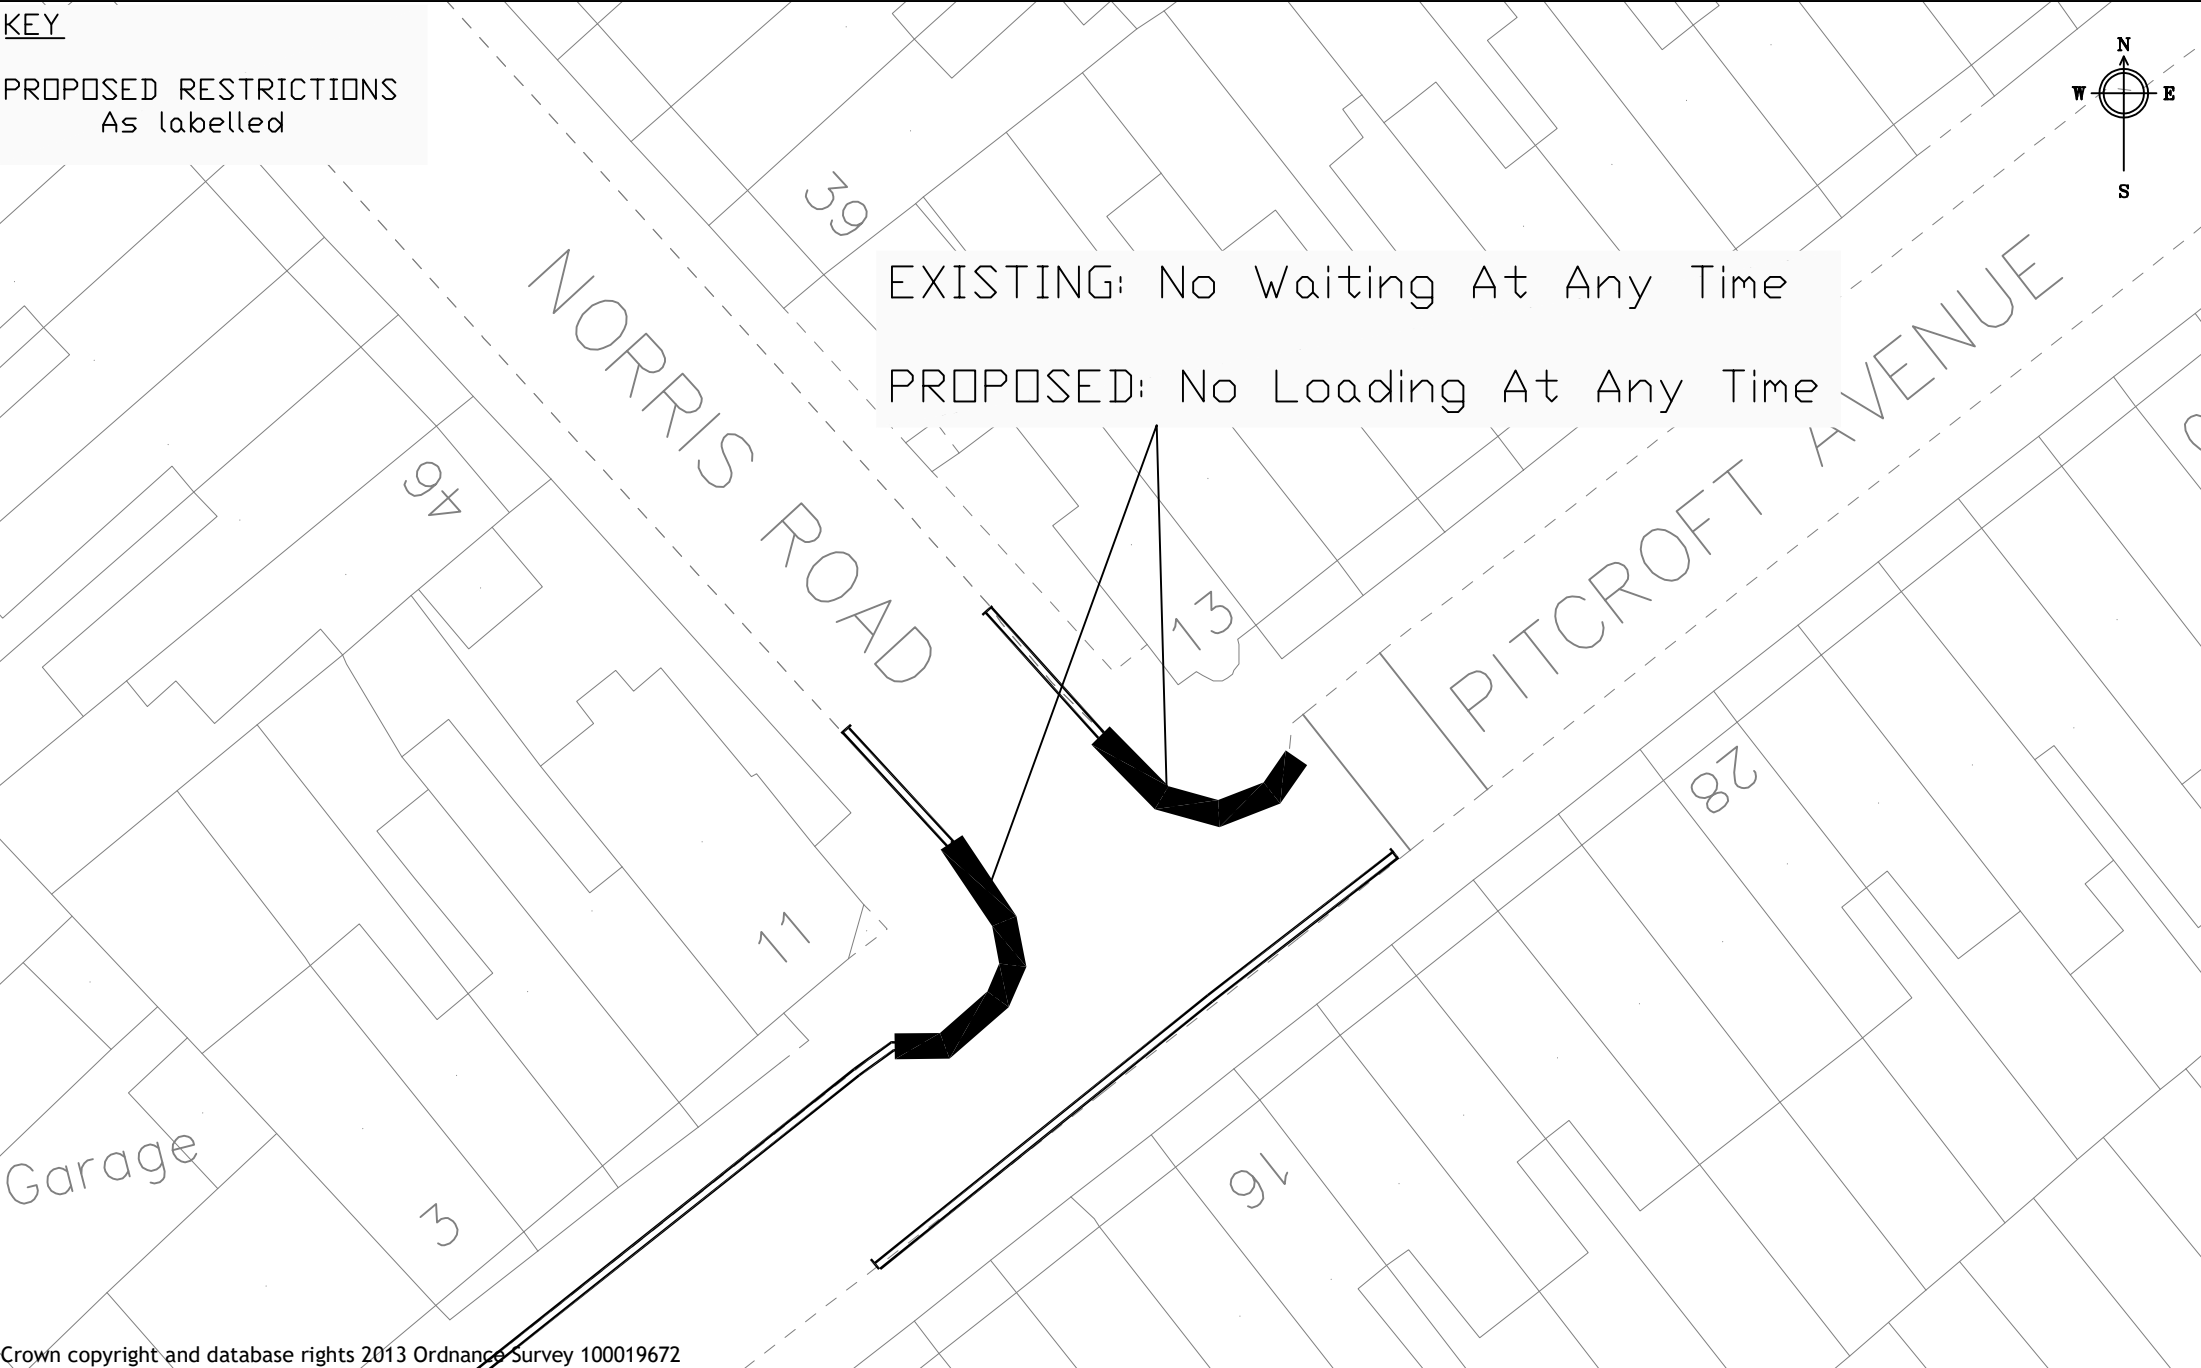 KEY
PROPOSED RESTRICTIONS
As labelled
N
W E
S
39
EXISTING: No Waiting At Any Time
PROPOSED: No Loading At Any Time
NORRIS ROAD
PITCROFT AVENUE
46
13
28
11
16
Garage
3
Crown copyright and database rights 2013 Ordnance Survey 100019672